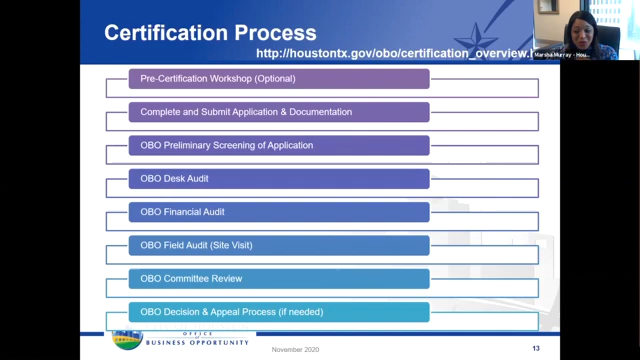 Certification Process
http://houstontx.gov/obo/certification_overview.
Marsha Murray - Hou...
Pre-Certification Workshop (Optional)
Complete and Submit Application & Documentation
OBO Preliminary Screening of Application
OBO Desk Audit
OBO Financial Audit
OBO Field Audit (Site Visit)
OBO Committee Review
OBO Decision & Appeal Process (if needed)
OFFICE
BUSINESS OPPORTUNITY
November 2020
13